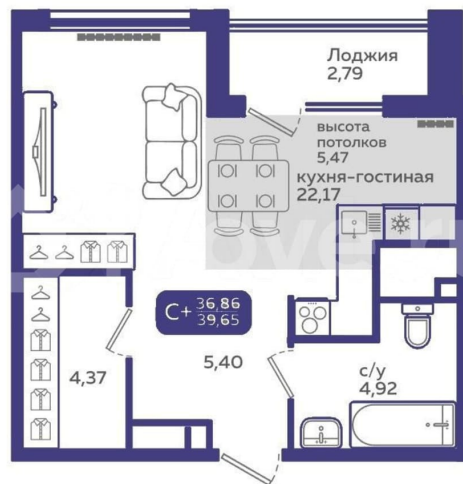 Лоджия
2,79
высота
потолков
5,47
кухня-гостиная
22,17
С+
36,86
39,65
5,40
4,37
с/у
4,92